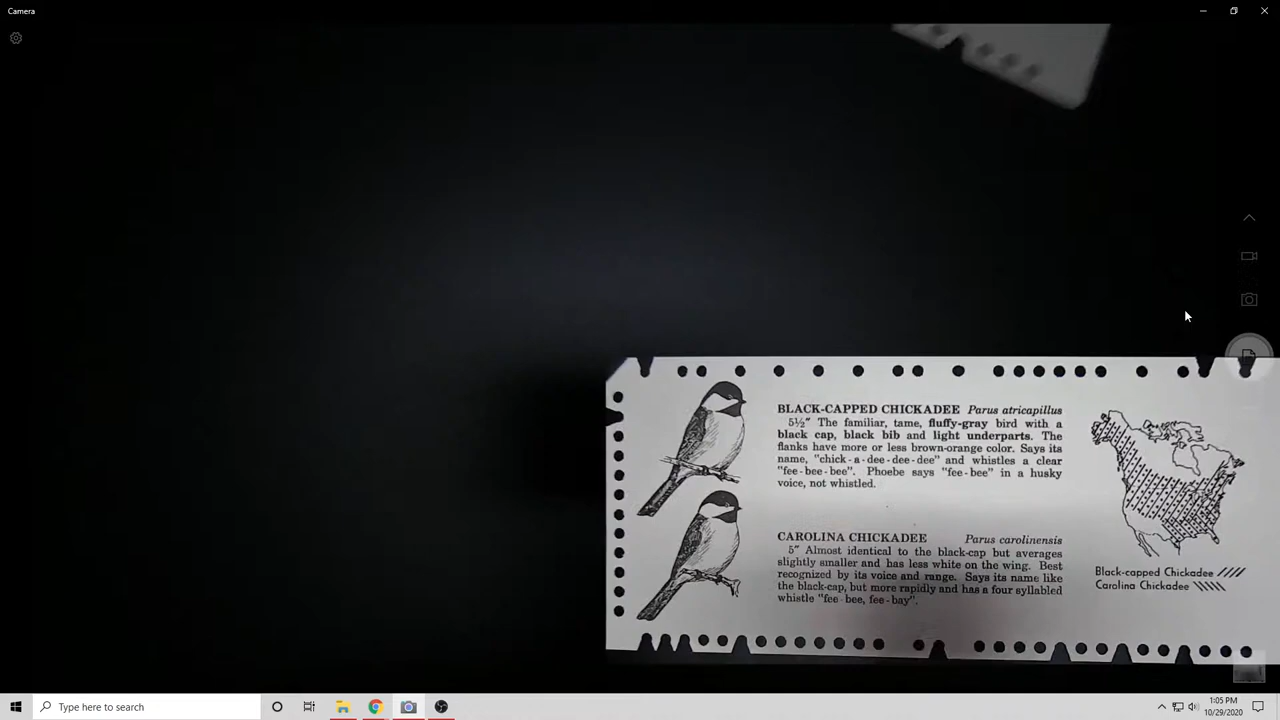 Camera
BLACK-CAPPED CHICKADEE Parus atricapillus
5½" The familiar, tame, fluffy-gray bird with a
black cap, black bib and light underparts. The
flanks have more or less brown-orange color. Says its
name, "chick-a-dee-dee-dee" and whistles a clear
"fee-bee-bee". Phoebe says "fee-bee" in a husky
voice, not whistled.
CAROLINA CHICKADEE Parus carolinensis
5" Almost identical to the black-cap but averages
slightly smaller and has less white on the wing. Best
recognized by its voice and range. Says its name like
the black-cap, but more rapidly and has a four syllabled
whistle "fee-bee, fee-bay".
Black-capped Chickadee
Carolina Chickadee
Type here to search
1:05 PM
10/29/2020